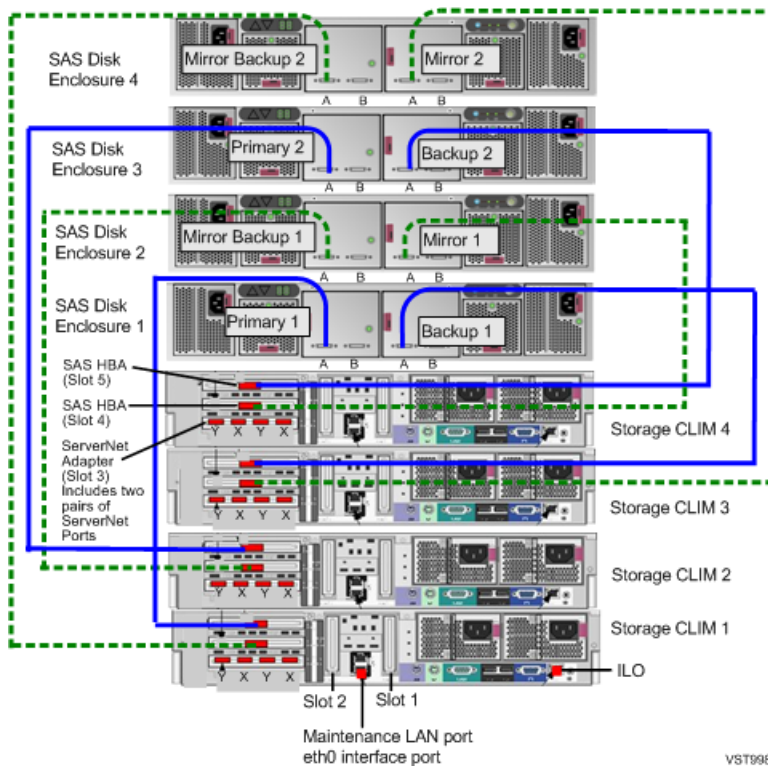 SAS Disk
Enclosure 4
Mirror Backup 2
Mirror 2
A B A B
SAS Disk
Enclosure 3
Primary 2
Backup 2
A B A B
SAS Disk
Enclosure 2
Mirror Backup 1
Mirror 1
A B A B
SAS Disk
Enclosure 1
Primary 1
Backup 1
A B A B
SAS HBA
(Slot 5)
SAS HBA
(Slot 4)
ServerNet
Adapter
(Slot 3)
Includes two
pairs of
ServerNet
Ports
Y X Y X
Storage CLIM 4
Y X Y X
Storage CLIM 3
Y X Y X
Storage CLIM 2
Y X Y X
Storage CLIM 1
ILO
Slot 2
Slot 1
Maintenance LAN port
eth0 interface port
VST998